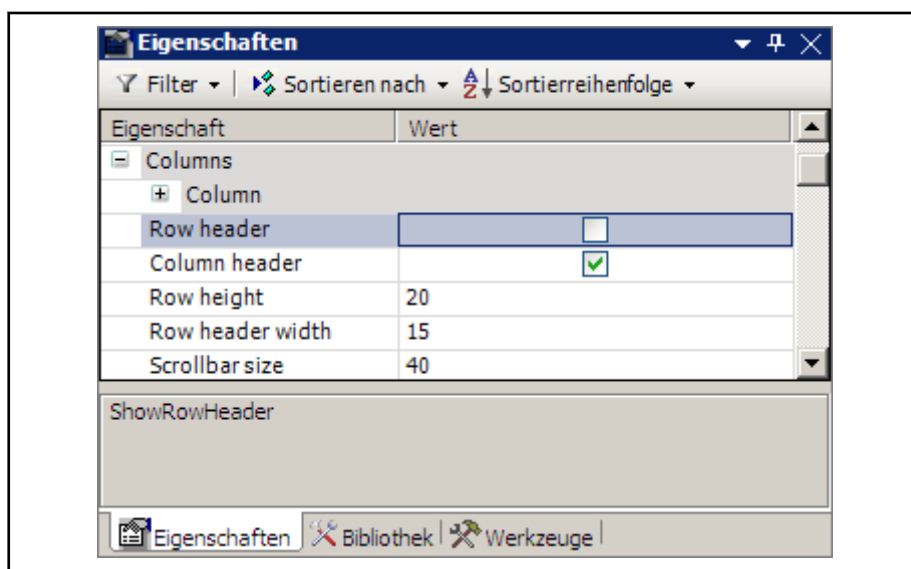 Eigenschaften
Filter Sortieren nach Sortierreihenfolge
Eigenschaft Wert
Columns
Column
Row header
Column header
Row height 20
Row header width 15
Scrollbar size 40
ShowRowHeader
Eigenschaften Bibliothek Werkzeuge